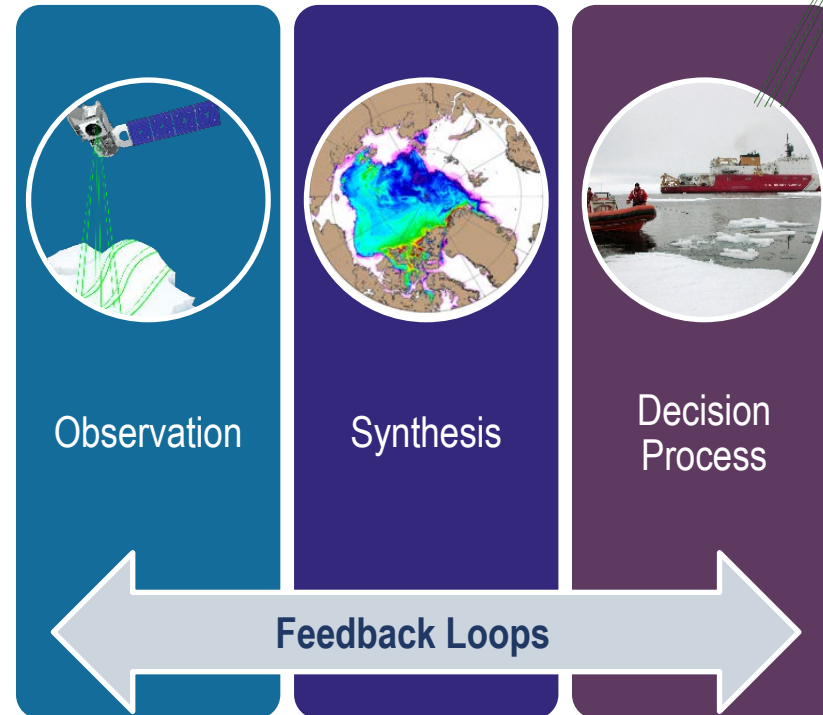 Observation
Synthesis
Decision
Process
Feedback Loops